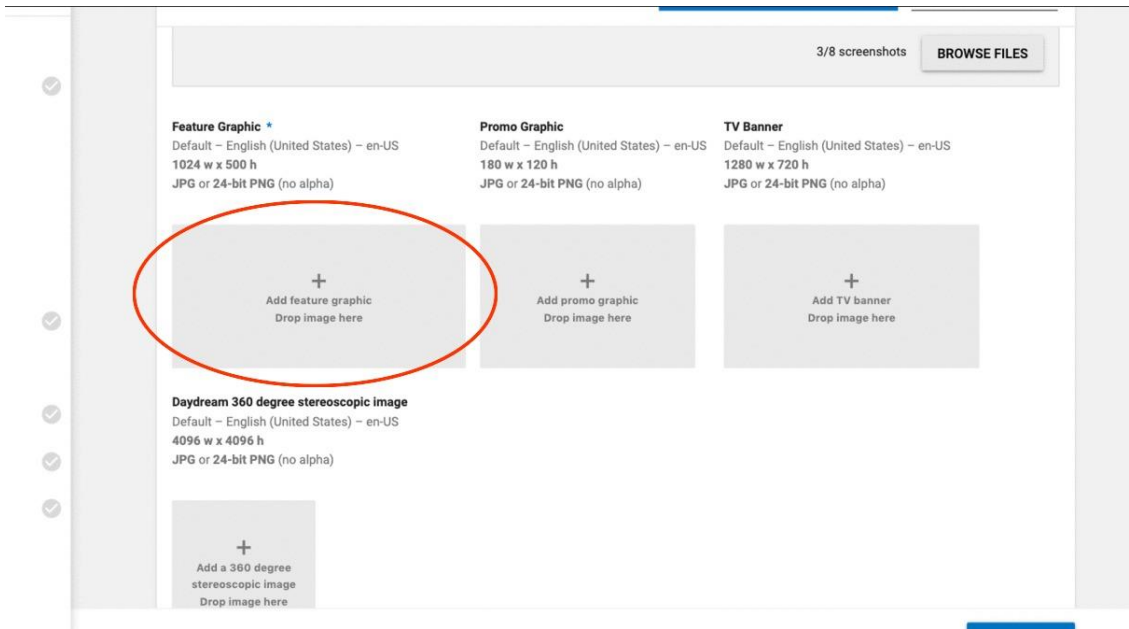 3/8 screenshots
BROWSE FILES
Feature Graphic *
Default – English (United States) – en-US
1024 w x 500 h
JPG or 24-bit PNG (no alpha)
Promo Graphic
Default – English (United States) – en-US
180 w x 120 h
JPG or 24-bit PNG (no alpha)
TV Banner
Default – English (United States) – en-US
1280 w x 720 h
JPG or 24-bit PNG (no alpha)
+
Add feature graphic
Drop image here
+
Add promo graphic
Drop image here
+
Add TV banner
Drop image here
Daydream 360 degree stereoscopic image
Default – English (United States) – en-US
4096 w x 4096 h
JPG or 24-bit PNG (no alpha)
+
Add a 360 degree
stereoscopic image
Drop image here